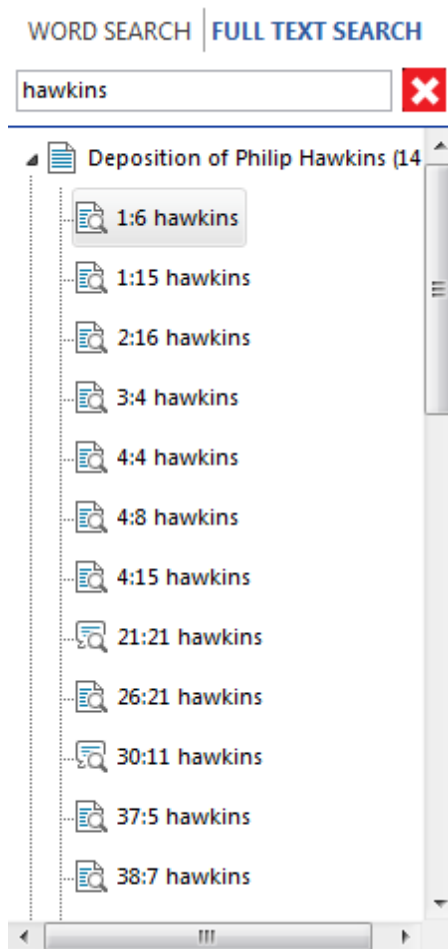 WORD SEARCH FULL TEXT SEARCH
hawkins
Deposition of Philip Hawkins (14
1:6 hawkins
1:15 hawkins
2:16 hawkins
3:4 hawkins
4:4 hawkins
4:8 hawkins
4:15 hawkins
21:21 hawkins
26:21 hawkins
30:11 hawkins
37:5 hawkins
38:7 hawkins